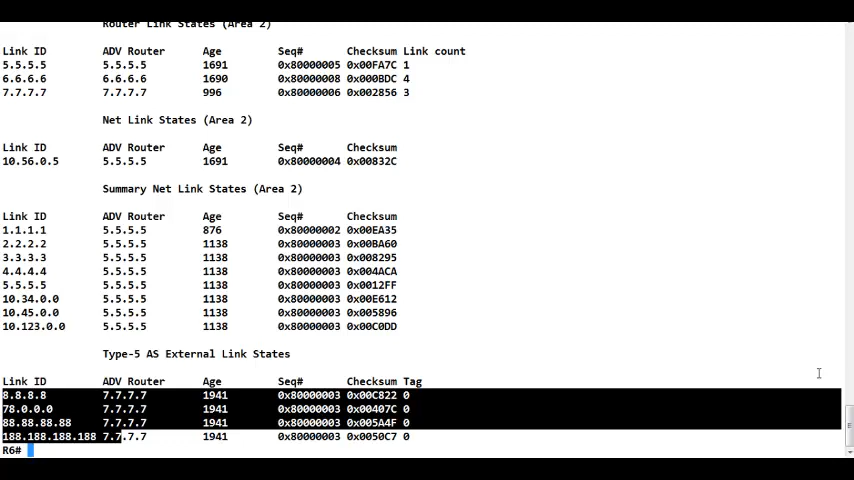 Router Link States (Area 2)
Link ID ADV Router Age Seq# Checksum Link count
5.5.5.5 5.5.5.5 1691 0x80000005 0x00FA7C 1
6.6.6.6 6.6.6.6 1690 0x80000008 0x000BDC 4
7.7.7.7 7.7.7.7 996 0x80000006 0x002856 3
Net Link States (Area 2)
Link ID ADV Router Age Seq# Checksum
10.56.0.5 5.5.5.5 1691 0x80000004 0x00832C
Summary Net Link States (Area 2)
Link ID ADV Router Age Seq# Checksum
1.1.1.1 5.5.5.5 876 0x80000002 0x00EA35
2.2.2.2 5.5.5.5 1138 0x80000003 0x00BA60
3.3.3.3 5.5.5.5 1138 0x80000003 0x008295
4.4.4.4 5.5.5.5 1138 0x80000003 0x004ACA
5.5.5.5 5.5.5.5 1138 0x80000003 0x0012FF
10.34.0.0 5.5.5.5 1138 0x80000003 0x00E612
10.45.0.0 5.5.5.5 1138 0x80000003 0x005896
10.123.0.0 5.5.5.5 1138 0x80000003 0x00C0DD
Type-5 AS External Link States
Link ID ADV Router Age Seq# Checksum Tag
8.8.8.8 7.7.7.7 1941 0x80000003 0x00C822 0
78.0.0.0 7.7.7.7 1941 0x80000003 0x00407C 0
88.88.88.88 7.7.7.7 1941 0x80000003 0x005A4F 0
188.188.188.188 7.7.7.7 1941 0x80000003 0x0050C7 0
R6#